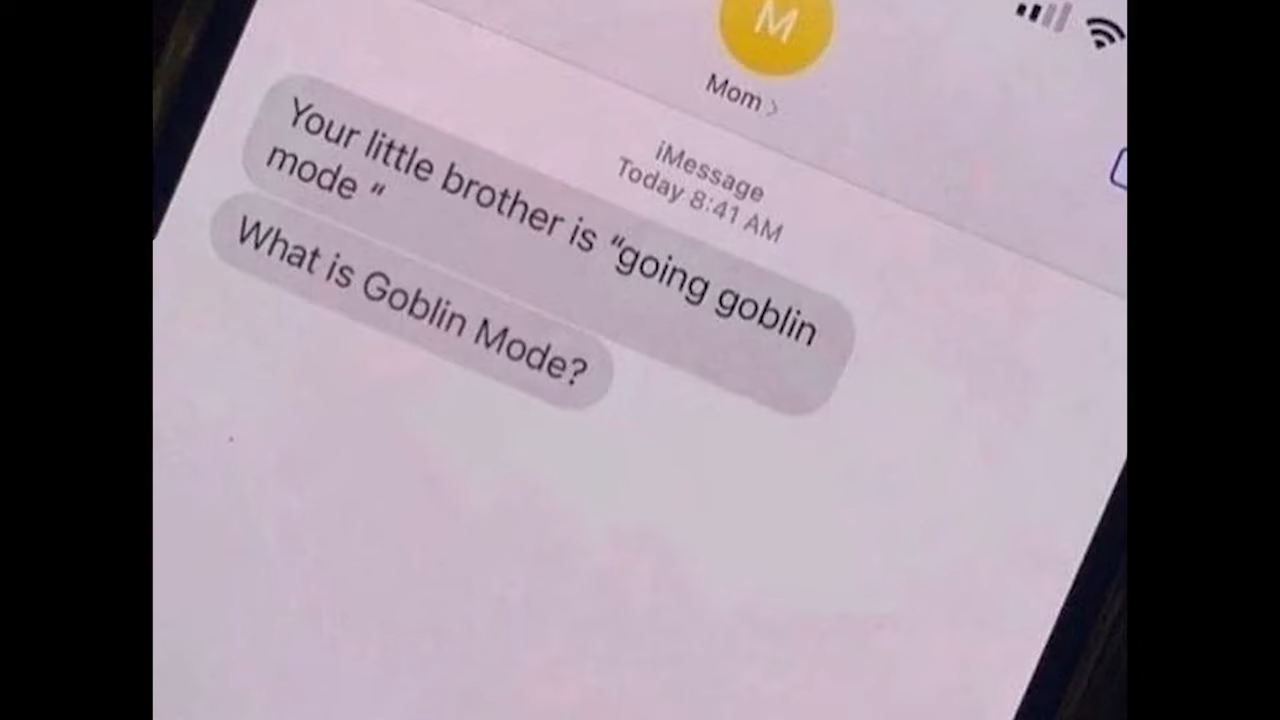 M
Mom >
iMessage
Today 8:41 AM
Your little brother is “going goblin
mode “
What is Goblin Mode?